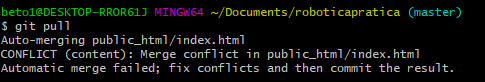 beto1@DESKTOP-RROR61J MINGW64 ~/Documents/roboticapratica (master)
$ git pull
Auto-merging public_html/index.html
CONFLICT (content): Merge conflict in public_html/index.html
Automatic merge failed; fix conflicts and then commit the result.